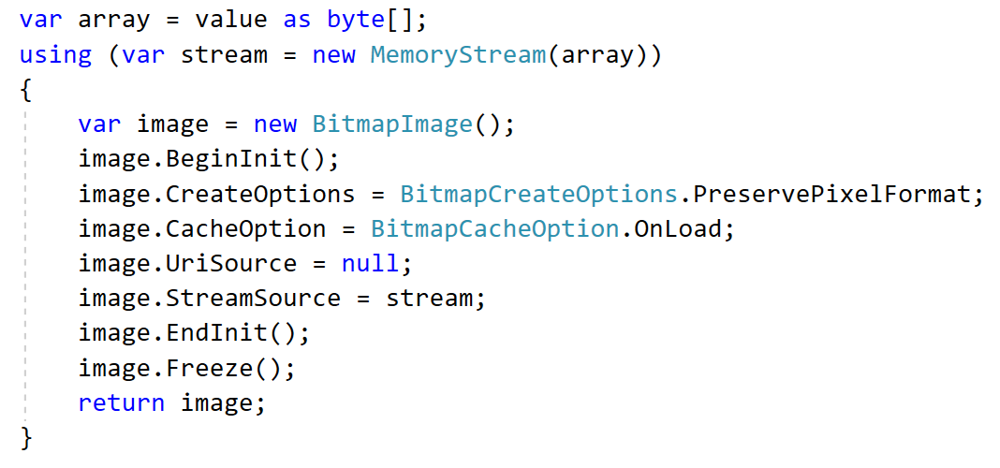 var array = value as byte[];
using (var stream = new MemoryStream(array))
{
    var image = new BitmapImage();
    image.BeginInit();
    image.CreateOptions = BitmapCreateOptions.PreservePixelFormat;
    image.CacheOption = BitmapCacheOption.OnLoad;
    image.UriSource = null;
    image.StreamSource = stream;
    image.EndInit();
    image.Freeze();
    return image;
}